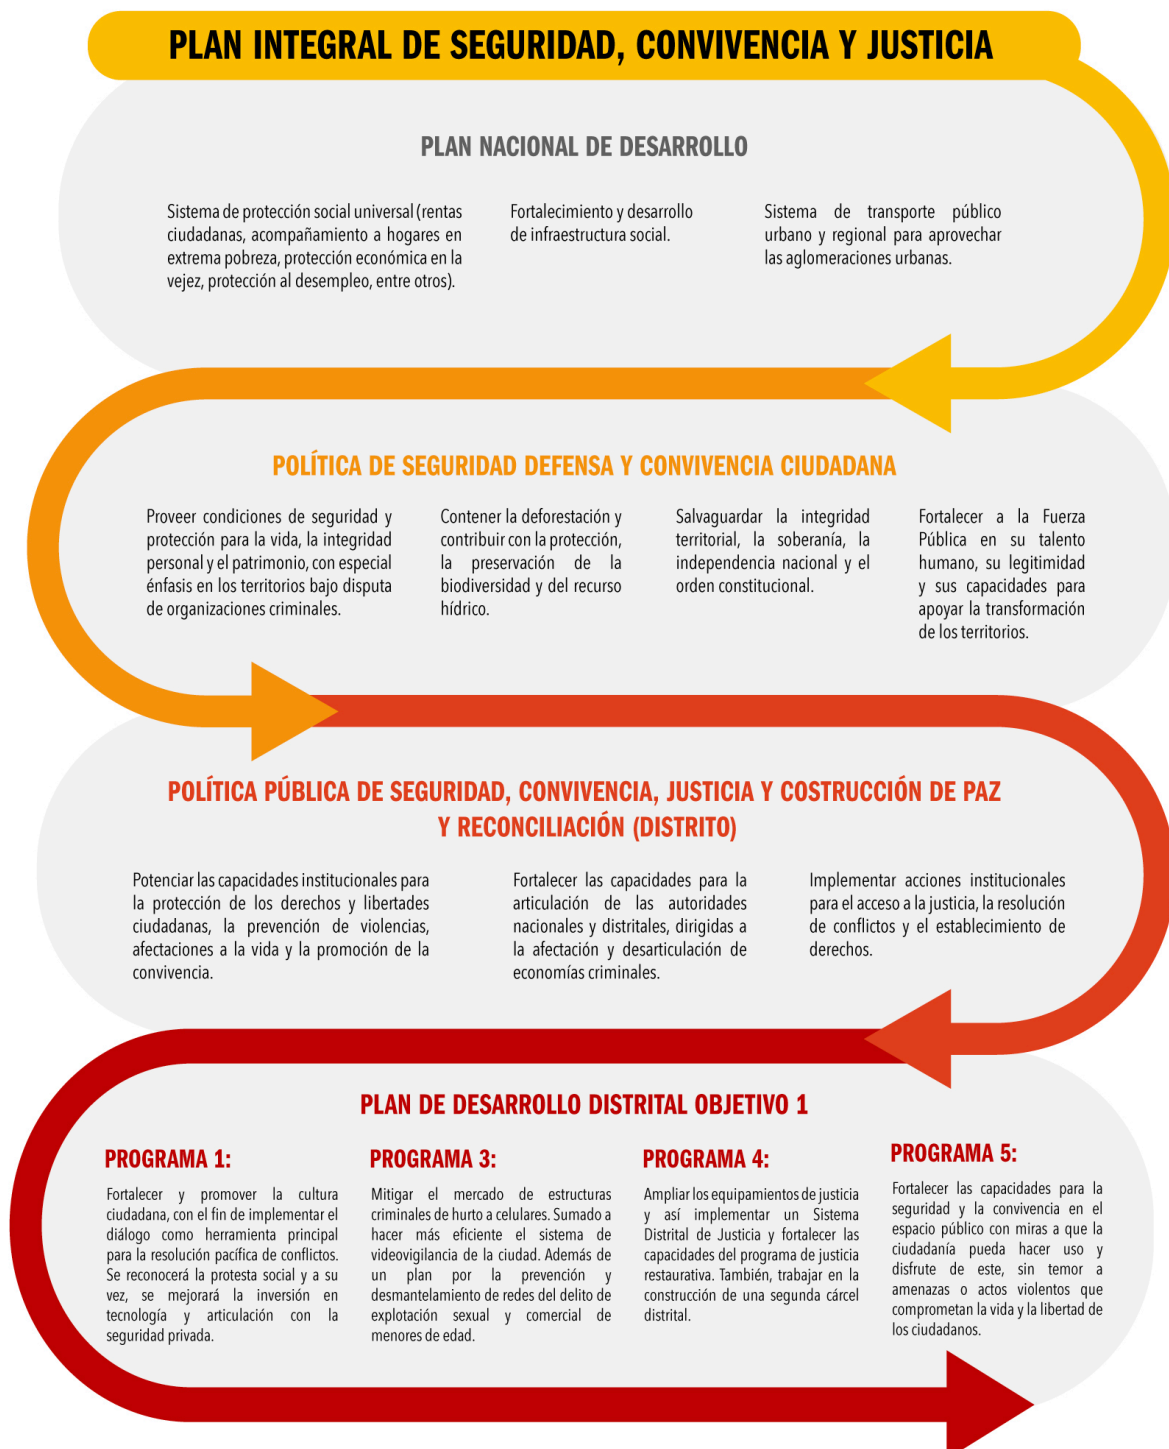 PLAN INTEGRAL DE SEGURIDAD, CONVIVENCIA Y JUSTICIA
PLAN NACIONAL DE DESARROLLO
Sistema de protección social universal (rentas
ciudadanas, acompañamiento a hogares en
extrema pobreza, protección económica en la
vejez, protección al desempleo, entre otros).
Fortalecimiento y desarrollo
de infraestructura social.
Sistema de transporte público
urbano y regional para aprovechar
las aglomeraciones urbanas.
POLÍTICA DE SEGURIDAD DEFENSA Y CONVIVENCIA CIUDADANA
Proveer condiciones de seguridad y
protección para la vida, la integridad
personal y el patrimonio, con especial
énfasis en los territorios bajo disputa
de organizaciones criminales.
Contener la deforestación y
contribuir con la protección,
la preservación de la
biodiversidad y del recurso
hídrico.
Salvaguardar la integridad
territorial, la soberanía, la
independencia nacional y el
orden constitucional.
Fortalecer a la Fuerza
Pública en su talento
humano, su legitimidad
y sus capacidades para
apoyar la transformación
de los territorios.
POLÍTICA PÚBLICA DE SEGURIDAD, CONVIVENCIA, JUSTICIA Y COSTRUCCIÓN DE PAZ
Y RECONCILIACIÓN (DISTRITO)
Potenciar las capacidades institucionales para
la protección de los derechos y libertades
ciudadanas, la prevención de violencias,
afectaciones a la vida y la promoción de la
convivencia.
Fortalecer las capacidades para la
articulación de las autoridades
nacionales y distritales, dirigidas a
la afectación y desarticulación de
economías criminales.
Implementar acciones institucionales
para el acceso a la justicia, la resolución
de conflictos y el establecimiento de
derechos.
PLAN DE DESARROLLO DISTRITAL OBJETIVO 1
PROGRAMA 1:
Fortalecer y promover la cultura
ciudadana, con el fin de implementar el
diálogo como herramienta principal
para la resolución pacífica de conflictos.
Se reconocerá la protesta social y a su
vez, se mejorará la inversión en
tecnología y articulación con la
seguridad privada.
PROGRAMA 3:
Mitigar el mercado de estructuras
criminales de hurto a celulares. Sumado a
hacer más eficiente el sistema de
videovigilancia de la ciudad. Además de
un plan por la prevención y
desmantelamiento de redes del delito de
explotación sexual y comercial de
menores de edad.
PROGRAMA 4:
Ampliar los equipamientos de justicia
y así implementar un Sistema
Distrital de Justicia y fortalecer las
capacidades del programa de justicia
restaurativa. También, trabajar en la
construcción de una segunda cárcel
distrital.
PROGRAMA 5:
Fortalecer las capacidades para la
seguridad y la convivencia en el
espacio público con miras a que la
ciudadanía pueda hacer uso y
disfrute de este, sin temor a
amenazas o actos violentos que
comprometan la vida y la libertad de
los ciudadanos.